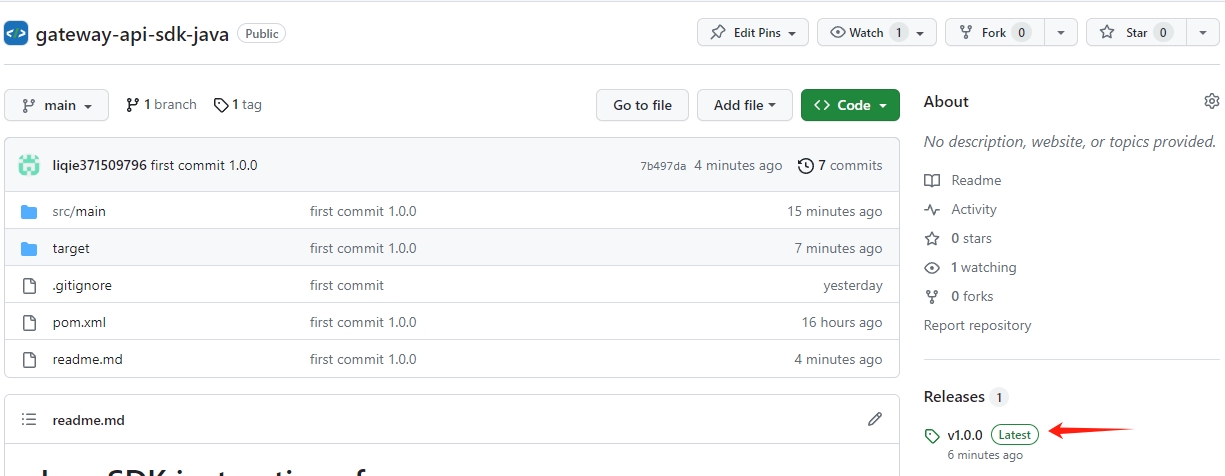 gateway-api-sdk-java Public Edit Pins Watch 1 Fork 0 Star 0
main 1 branch 1 tag Go to file Add file Code
liqie371509796 first commit 1.0.0 7b497da 4 minutes ago 7 commits
src/main first commit 1.0.0 15 minutes ago
target first commit 1.0.0 7 minutes ago
.gitignore first commit yesterday
pom.xml first commit 1.0.0 16 hours ago
readme.md first commit 1.0.0 4 minutes ago
readme.md
About
No description, website, or topics provided.
Readme
Activity
0 stars
1 watching
0 forks
Report repository
Releases 1
v1.0.0 Latest
6 minutes ago